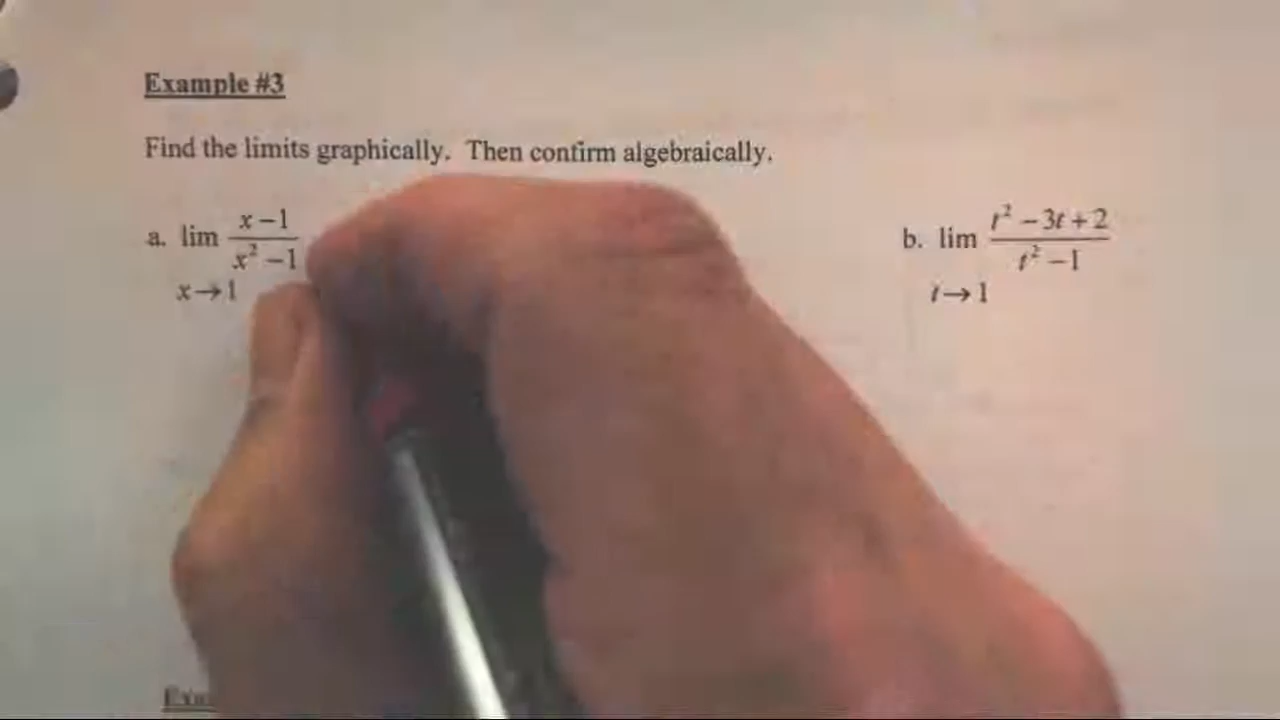 Example #3
Find the limits graphically. Then confirm algebraically.
a. lim x→1 (x-1)/(x²-1)
b. lim t→1 (t²-3t+2)/(t²-1)